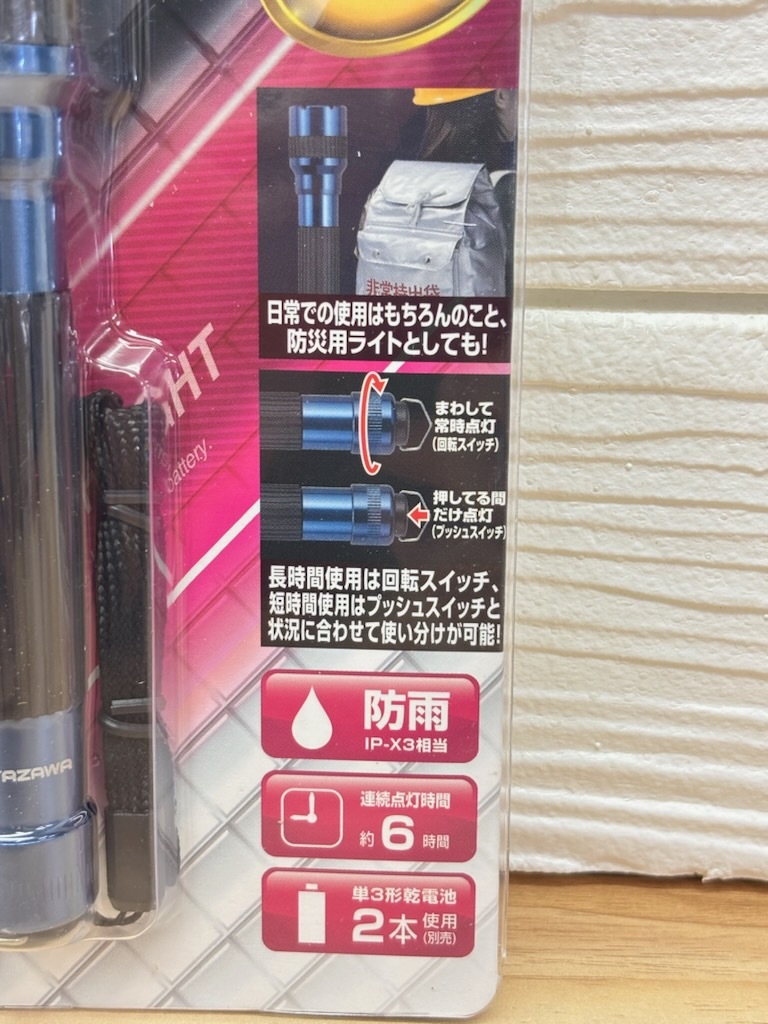 非常持出袋
日常での使用はもちろんのこと、
防災用ライトとしても!
まわして
常時点灯
(回転スイッチ)
押してる間
だけ点灯
(プッシュスイッチ)
長時間使用は回転スイッチ、
短時間使用はプッシュスイッチと
状況に合わせて使い分けが可能!
防雨
IP-X3相当
連続点灯時間
約6時間
単3形乾電池
2本使用
(別売)
HT
battery.
YAZAWA